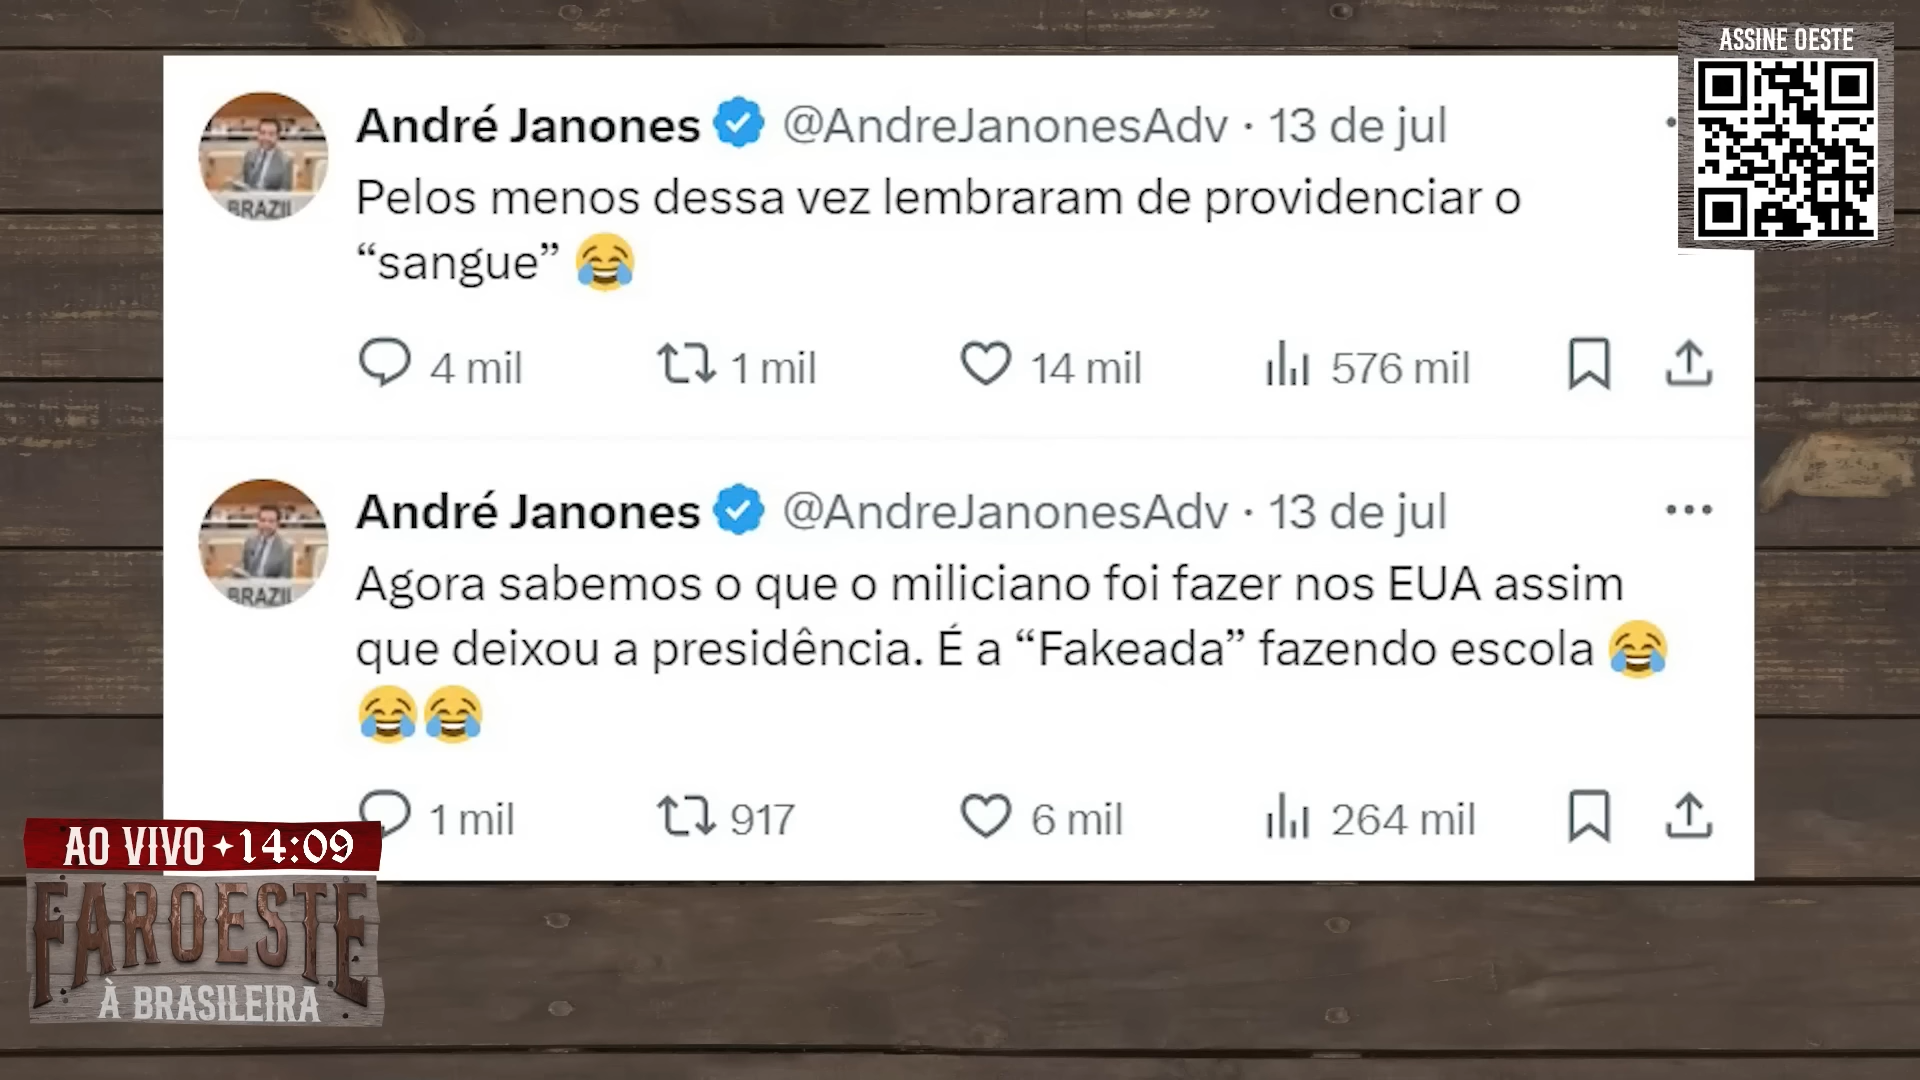 ASSINE OESTE
André Janones @AndreJanonesAdv · 13 de jul
Pelos menos dessa vez lembraram de providenciar o
“sangue” 😂
4 mil 1 mil 14 mil 576 mil
BRAZIL
André Janones @AndreJanonesAdv · 13 de jul
Agora sabemos o que o miliciano foi fazer nos EUA assim
que deixou a presidência. É a “Fakeada” fazendo escola 😂
😂😂
1 mil 917 6 mil 264 mil
BRAZIL
AO VIVO 14:09
FAROESTE
À BRASILEIRA